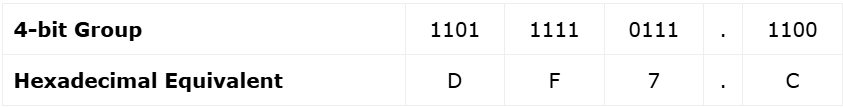 4-bit Group 1101 1111 0111 . 1100
Hexadecimal Equivalent D F 7 . C